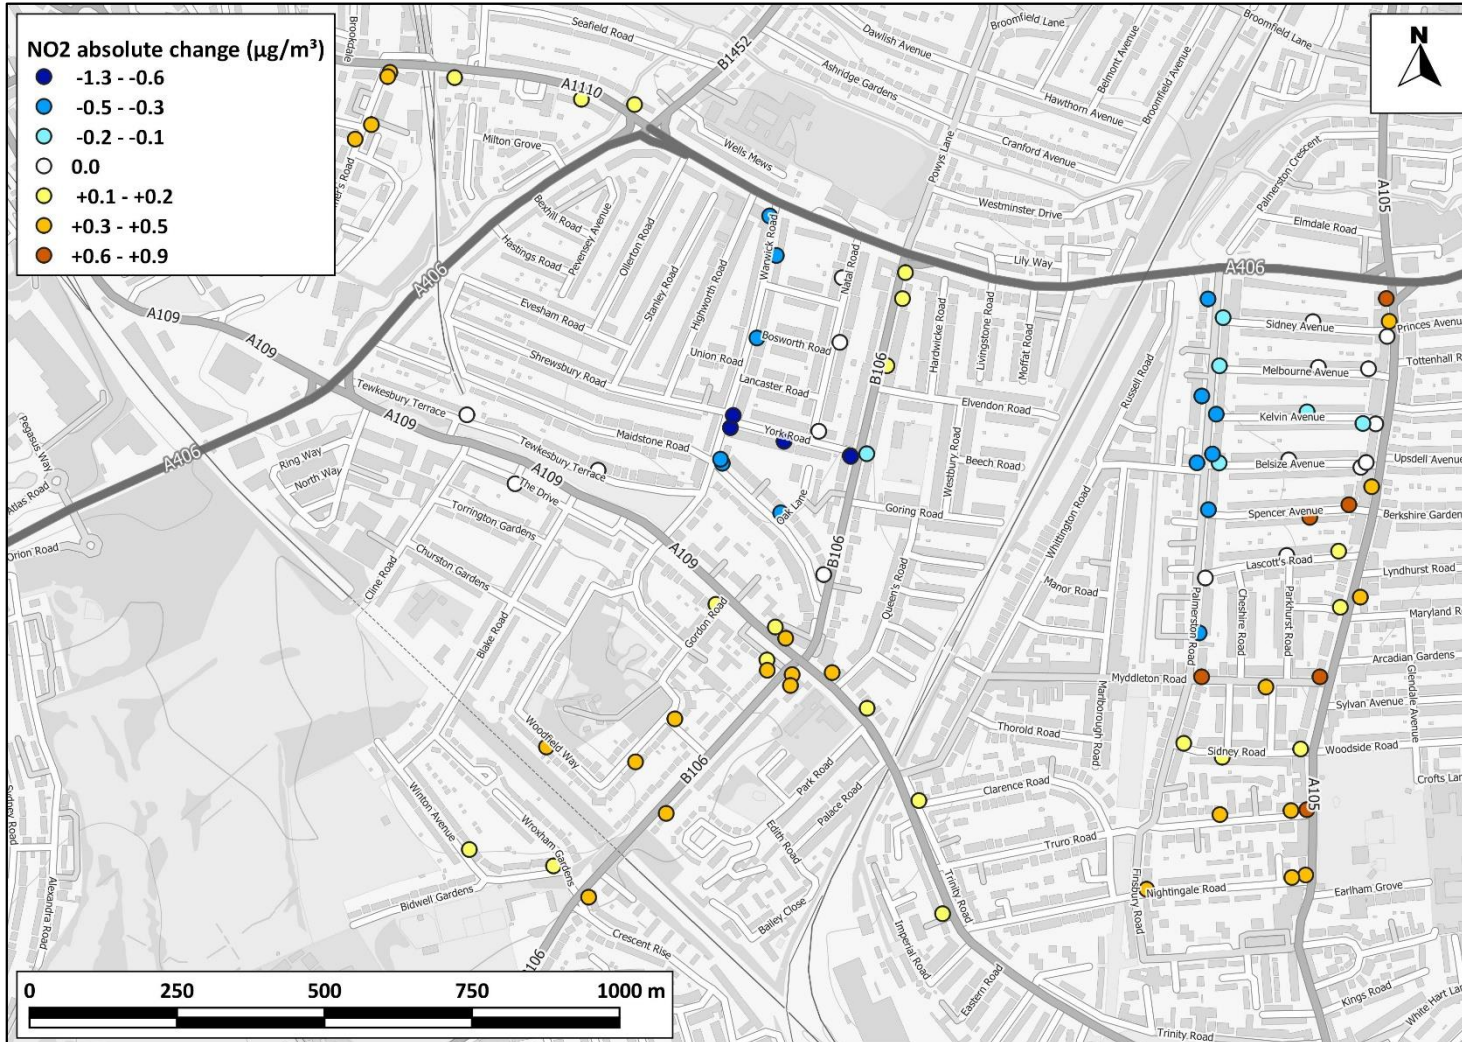 NO2 absolute change (µg/m³)
-1.3 - -0.6
-0.5 - -0.3
-0.2 - -0.1
0.0
+0.1 - +0.2
+0.3 - +0.5
+0.6 - +0.9
N
Brookdale
Seafield Road
B1452
Dawlish Avenue
Broomfield Lane
Broomfield Lane
Belmont Avenue
Broomfield Avenue
Ashridge Gardens
Hawthorn Avenue
A1110
Cranford Avenue
Milton Grove
Wells Mews
Powys Lane
Palmerston Crescent
A105
Westminster Drive
Elmdale Road
Bexhill Road
Pevensey Avenue
Hastings Road
Ollerton Road
Stanley Road
Highworth Road
Warwick Road
Natal Road
Lily Way
A406
A406
A406
A109
A109
A109
A109
A109
Evesham Road
Shrewsbury Road
Union Road
Bosworth Road
Lancaster Road
York Road
B106
Hardwicke Road
Livingstone Road
Moffat Road
Russell Road
Sidney Avenue
Princes Avenu
Melbourne Avenue
Tottenhall R
Kelvin Avenue
Belsize Avenue
Upsdell Avenue
Spencer Avenue
Berkshire Garden
Tewkesbury Terrace
Tewkesbury Terrace
Maidstone Road
Elvendon Road
Westbury Road
Beech Road
Goring Road
Oak Lane
Pegasus Way
Atlas Road
Orion Road
Ring Way
North Way
The Drive
Torrington Gardens
Churston Gardens
Cline Road
Blake Road
Gordon Road
B106
Queen's Road
Whittington Road
Manor Road
Lascott's Road
Lyndhurst Road
Cheshire Road
Parkhurst Road
Palmerston Road
Maryland R
Arcadian Gardens
Glendale Avenue
Myddleton Road
Sylvan Avenue
Marlborough Road
Thorold Road
Sidney Road
Woodside Road
Crofts Lan
Woodfield Way
B106
Park Road
Palace Road
Edith Road
Clarence Road
Truro Road
A105
Sydney Road
Winton Avenue
Wroxham Gardens
Bidwell Gardens
Alexandra Road
Trinity Road
Bailey Close
Imperial Road
Finsbury Road
Nightingale Road
Earlham Grove
Crescent Rise
Eastern Road
Kings Road
White Hart Lan
Trinity Road
0 250 500 750 1000 m